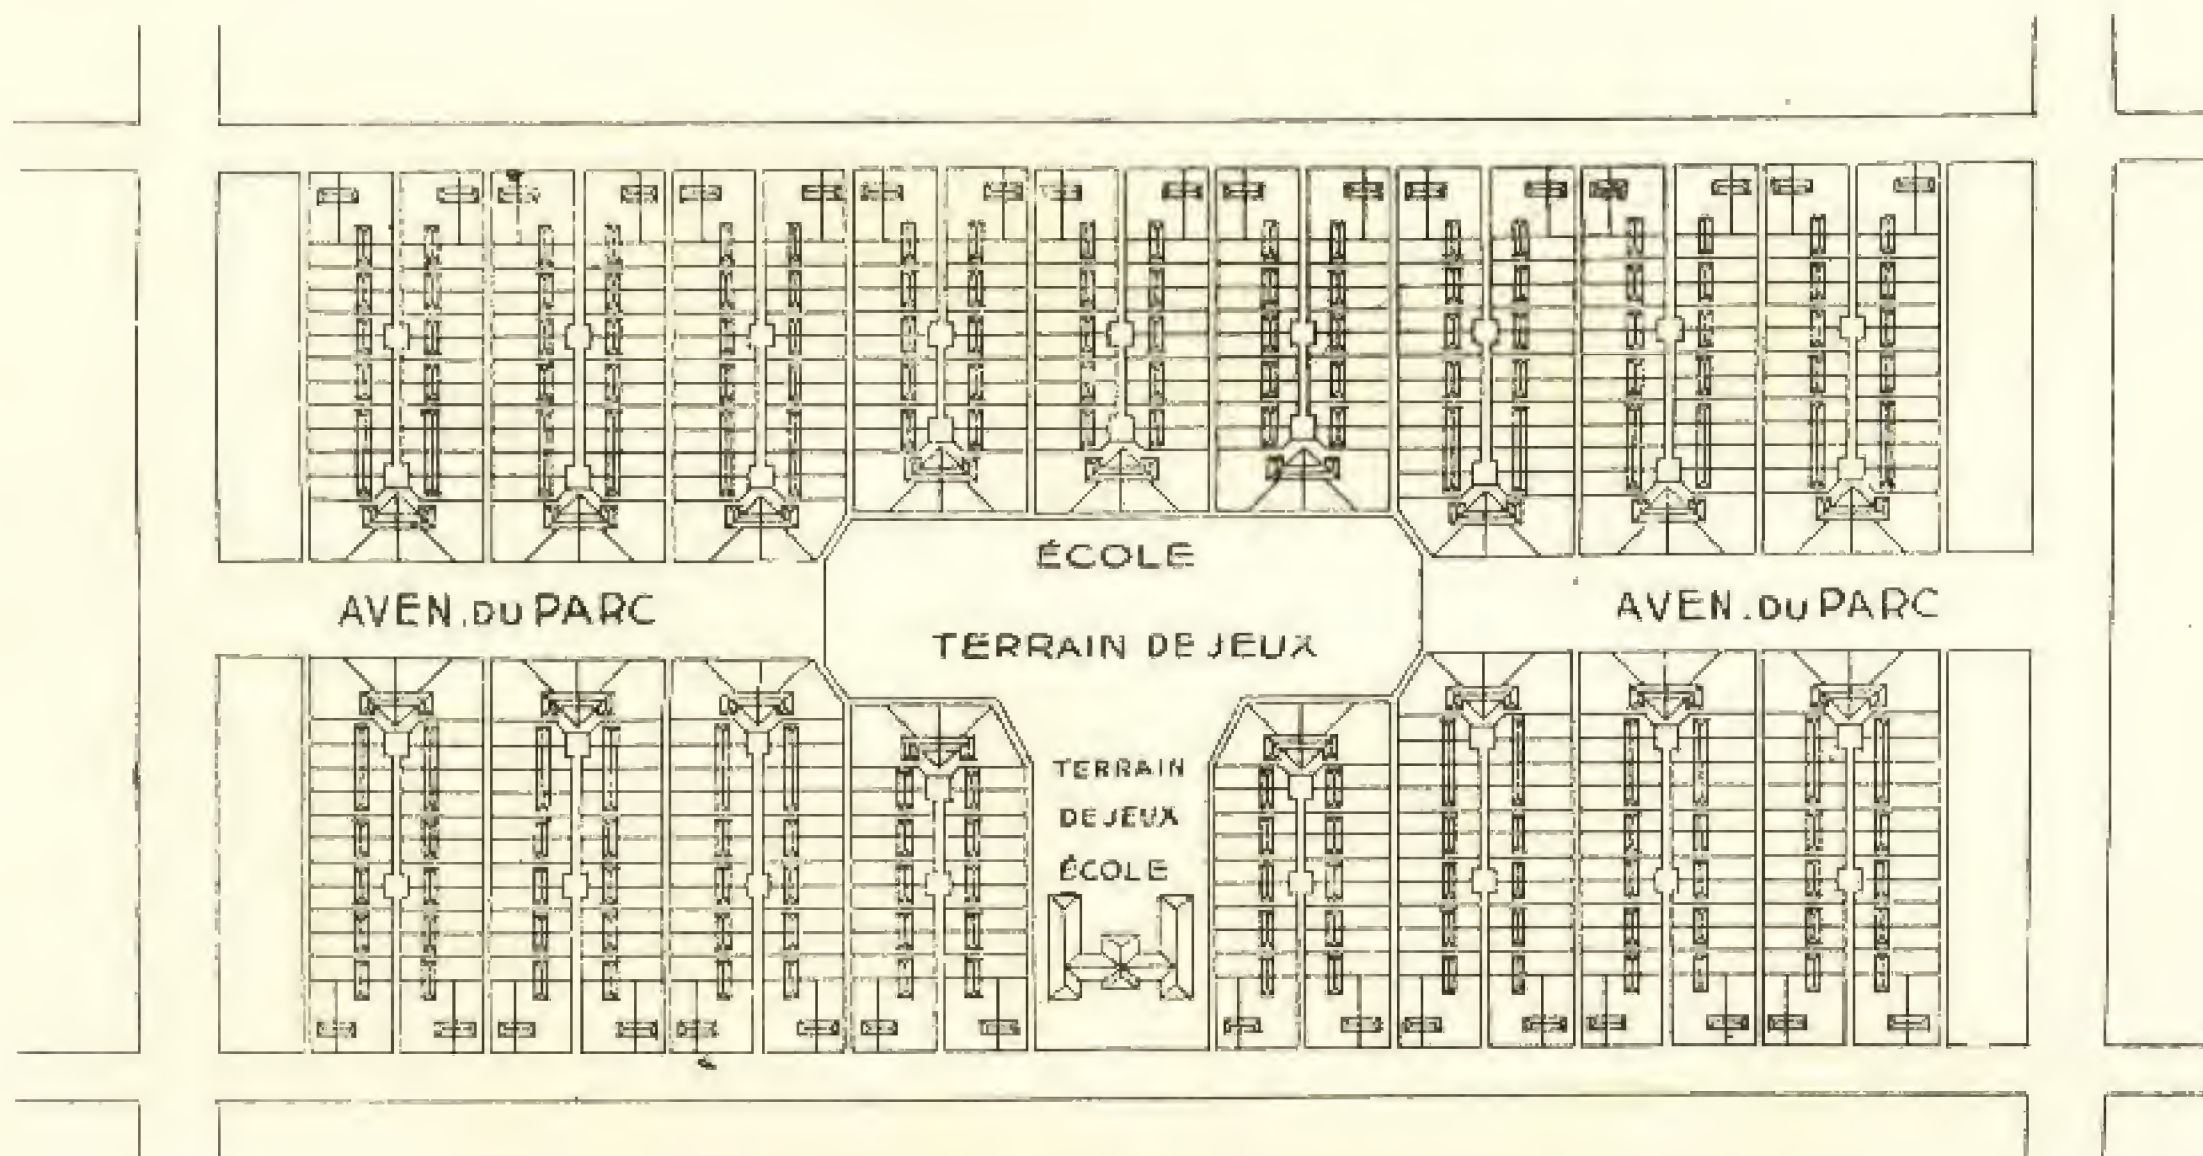 ÉCOLE
AVEN. DU PARC
TERRAIN DE JEUX
AVEN. DU PARC
TERRAIN
DE JEUX
ÉCOLE